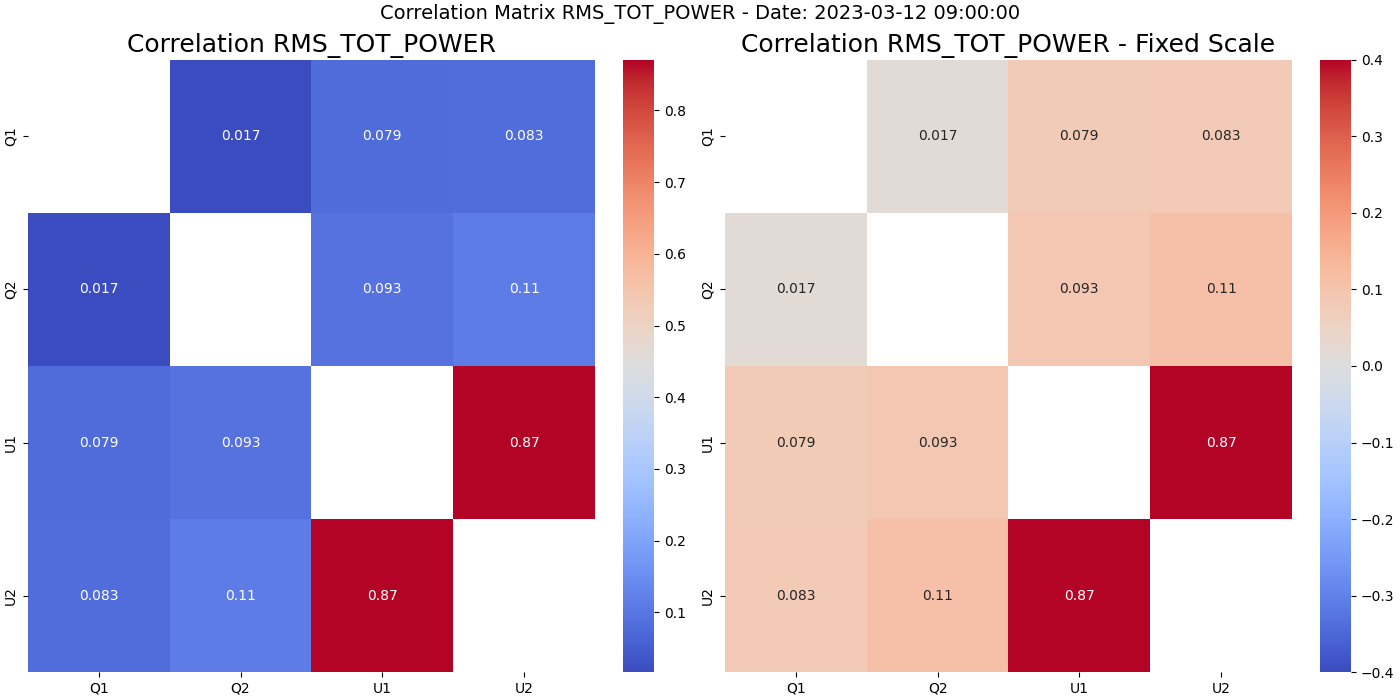 Correlation Matrix RMS_TOT_POWER - Date: 2023-03-12 09:00:00
Correlation RMS_TOT_POWER
Q1
0.017 0.079 0.083
Q2
0.017 0.093 0.11
U1
0.079 0.093 0.87
U2
0.083 0.11 0.87
Q1 Q2 U1 U2
0.8
0.7
0.6
0.5
0.4
0.3
0.2
0.1
Correlation RMS_TOT_POWER - Fixed Scale
Q1
0.017 0.079 0.083
Q2
0.017 0.093 0.11
U1
0.079 0.093 0.87
U2
0.083 0.11 0.87
Q1 Q2 U1 U2
0.4
0.3
0.2
0.1
0.0
−0.1
−0.2
−0.3
−0.4